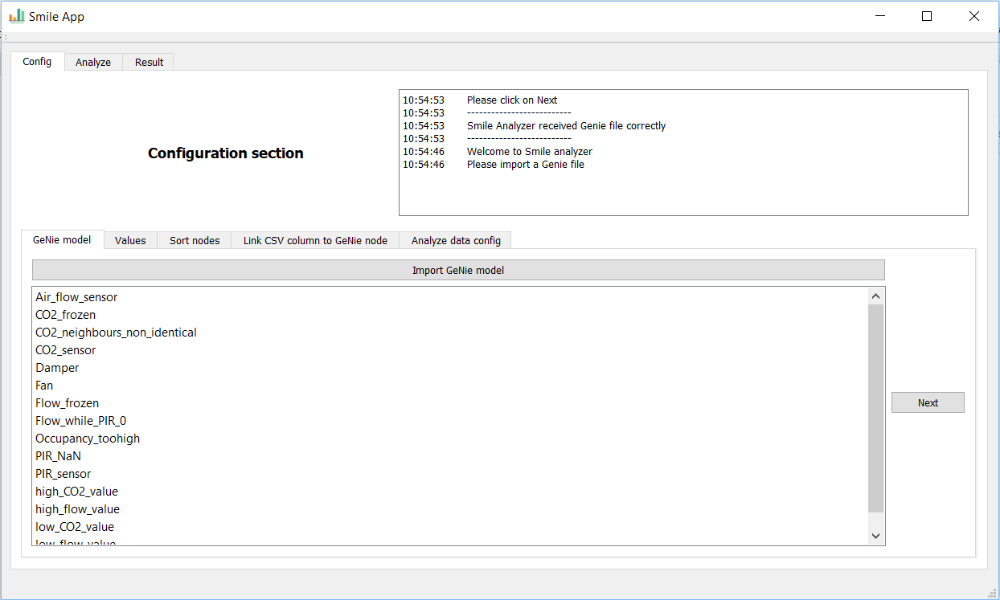 Smile App
Config Analyze Result
Configuration section
10:54:53 Please click on Next
10:54:53 --------------------------
10:54:53 Smile Analyzer received Genie file correctly
10:54:53 --------------------------
10:54:46 Welcome to Smile analyzer
10:54:46 Please import a Genie file
GeNie model Values Sort nodes Link CSV column to GeNie node Analyze data config
Import GeNie model
Air_flow_sensor
CO2_frozen
CO2_neighbours_non_identical
CO2_sensor
Damper
Fan
Flow_frozen
Flow_while_PIR_0
Occupancy_toohigh
PIR_NaN
PIR_sensor
high_CO2_value
high_flow_value
low_CO2_value
low_flow_value
Next